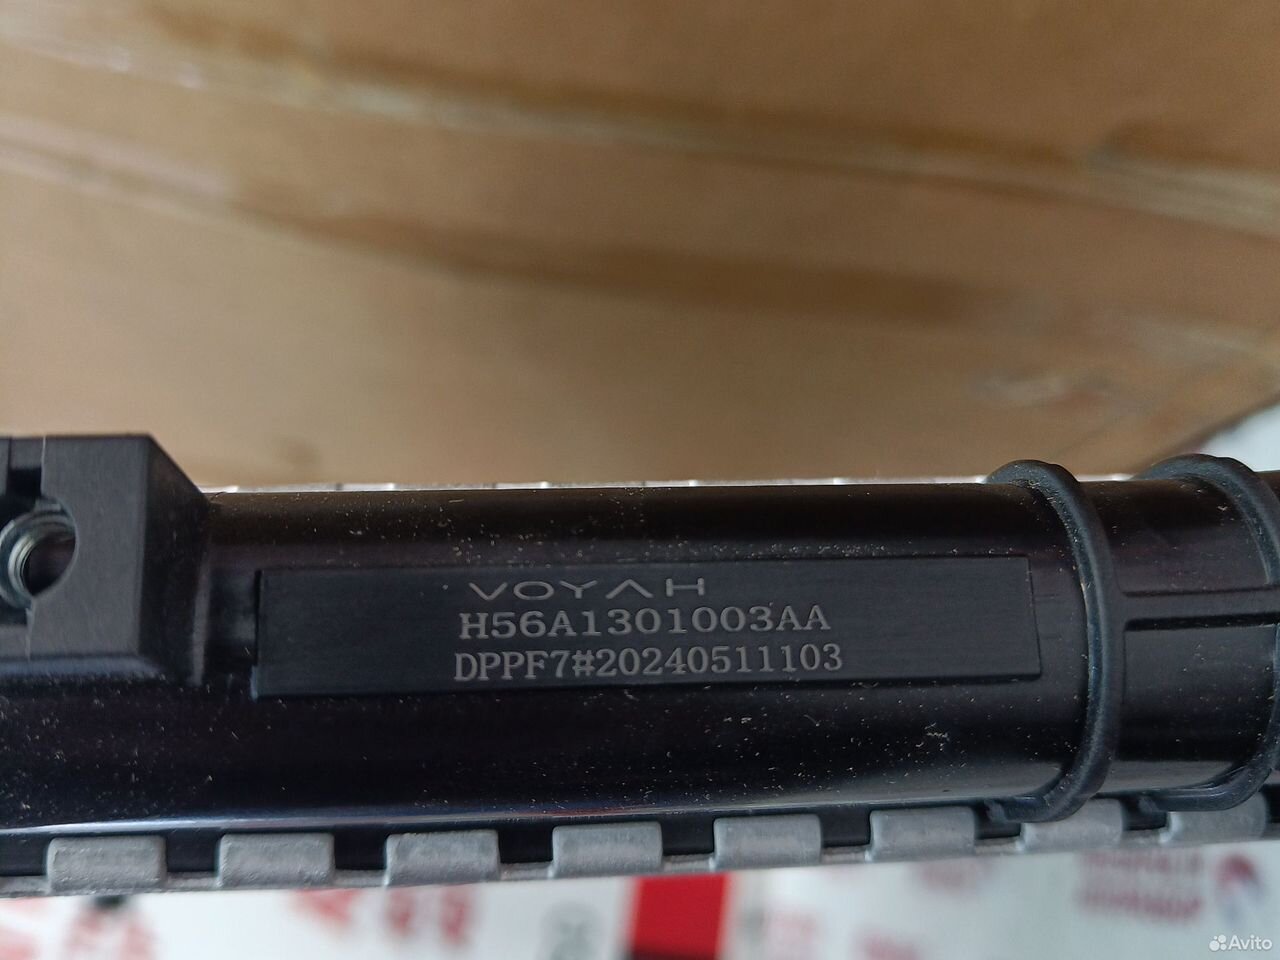 VOYAH
H56A1301003AA
DPPF7#20240511103
Avito